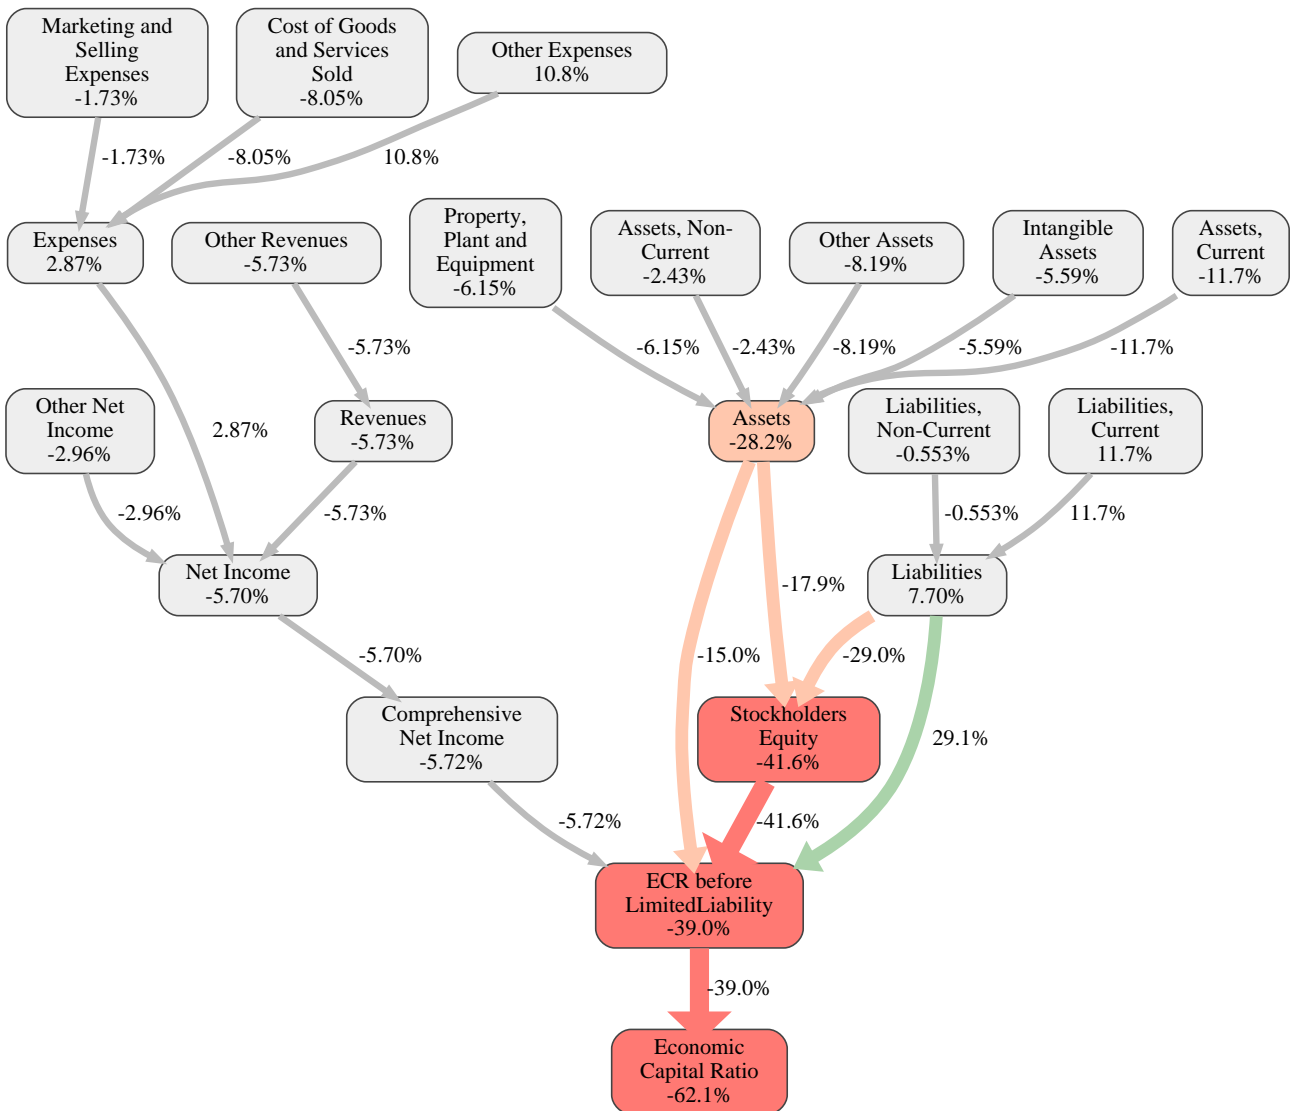 Marketing and
Selling
Expenses
-1.73%
Cost of Goods
and Services
Sold
-8.05%
Other Expenses
10.8%
-1.73%
-8.05%
10.8%
Expenses
2.87%
Other Revenues
-5.73%
Property,
Plant and
Equipment
-6.15%
Assets, Non-
Current
-2.43%
Other Assets
-8.19%
Intangible
Assets
-5.59%
Assets,
Current
-11.7%
-5.73%
-6.15%
-2.43%
-8.19%
-5.59%
-11.7%
Other Net
Income
-2.96%
2.87%
Revenues
-5.73%
Assets
-28.2%
Liabilities,
Non-Current
-0.553%
Liabilities,
Current
11.7%
-2.96%
-5.73%
-0.553%
11.7%
Net Income
-5.70%
-17.9%
Liabilities
7.70%
-5.70%
-15.0%
-29.0%
Comprehensive
Net Income
-5.72%
Stockholders
Equity
-41.6%
29.1%
-5.72%
-41.6%
ECR before
LimitedLiability
-39.0%
-39.0%
Economic
Capital Ratio
-62.1%